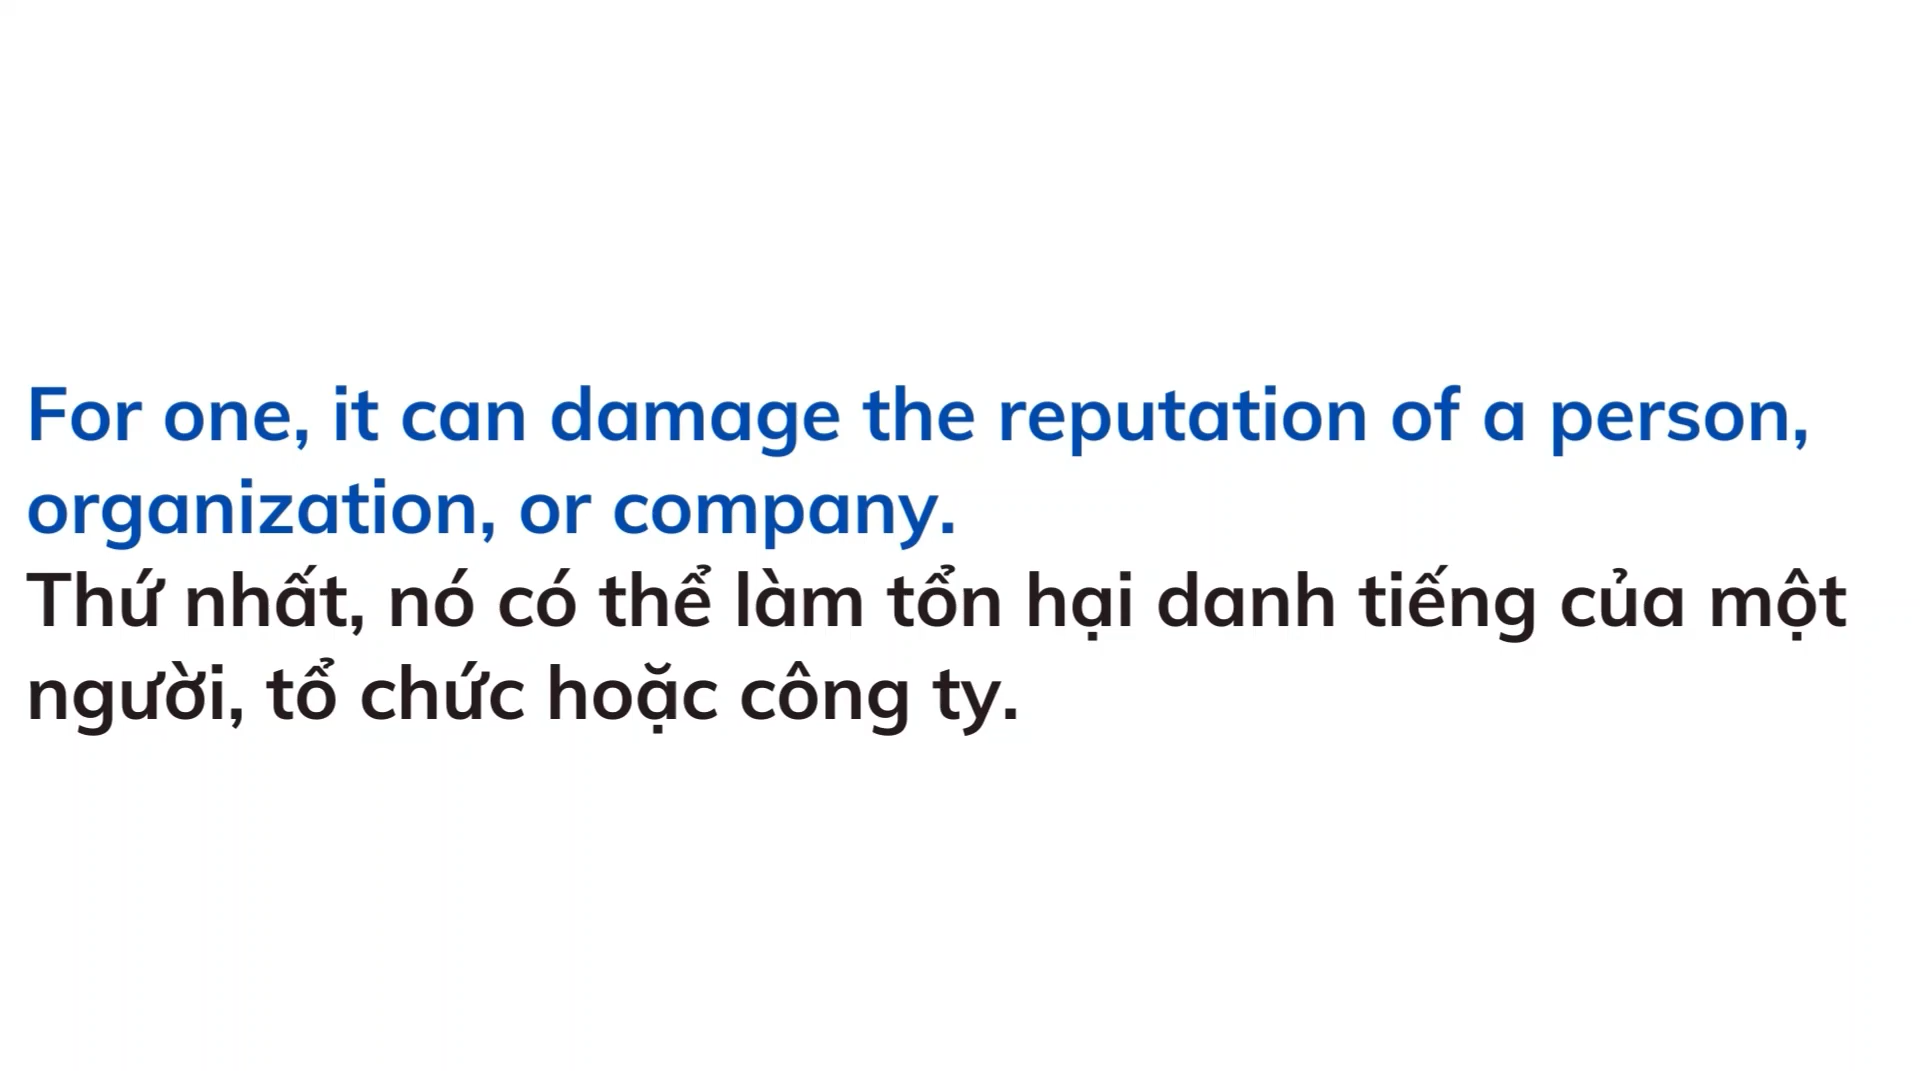 For one, it can damage the reputation of a person,
organization, or company.
Thứ nhất, nó có thể làm tổn hại danh tiếng của một
người, tổ chức hoặc công ty.